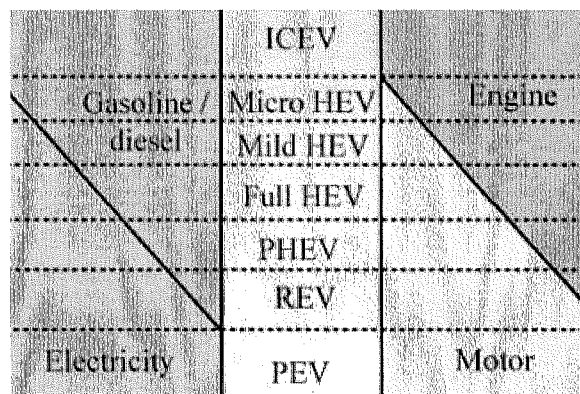 ICEV
Gasoline /
diesel
Micro HEV
Engine
Mild HEV
Full HEV
PHEV
REV
Electricity
PEV
Motor